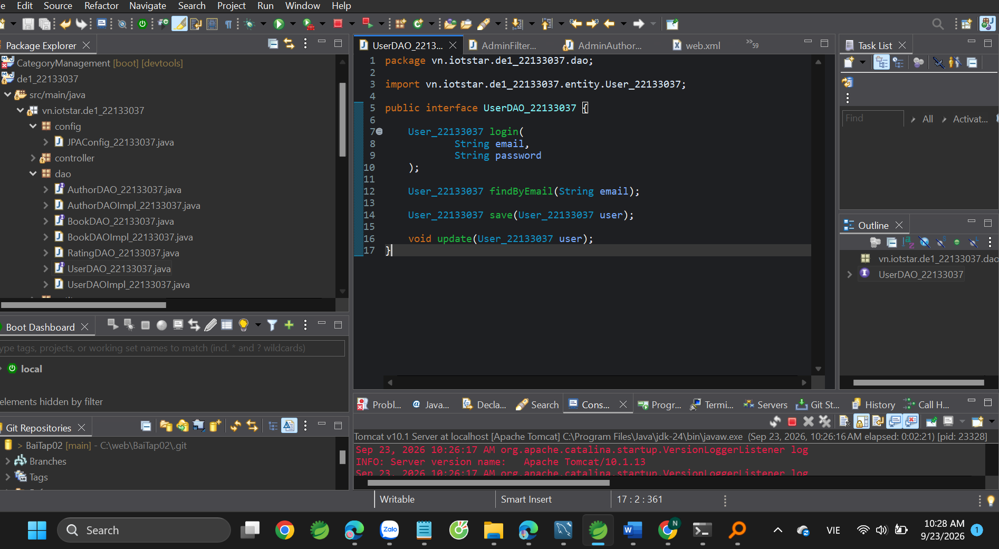 Edit Source Refactor Navigate Search Project Run Window Help
Package Explorer
CategoryManagement [boot] [devtools]
de1_22133037
src/main/java
vn.iotstar.de1_22133037
config
JPAConfig_22133037.java
controller
dao
AuthorDAO_22133037.java
AuthorDAOImpl_22133037.java
BookDAO_22133037.java
BookDAOImpl_22133037.java
RatingDAO_22133037.java
UserDAO_22133037.java
UserDAOImpl_22133037.java
Boot Dashboard
ype tags, projects, or working set names to match (incl. * and ? wildcards)
local
elements hidden by filter
Git Repositories
> BaiTap02 [main] - C:\web\BaiTap02\.git
Branches
Tags
UserDAO_2213... AdminFilter... AdminAuthor... web.xml »59
1 package vn.iotstar.de1_22133037.dao;
2
3 import vn.iotstar.de1_22133037.entity.User_22133037;
4
5 public interface UserDAO_22133037 {
6
7 User_22133037 login(
8 String email,
9 String password
10 );
11
12 User_22133037 findByEmail(String email);
13
14 User_22133037 save(User_22133037 user);
15
16 void update(User_22133037 user);
17 }
Task List
Find All Activat...
Outline
vn.iotstar.de1_22133037.dao
UserDAO_22133037
Probl... Java... Decla... Search Cons... Progr... Termi... Servers Git St... History Call H...
Tomcat v10.1 Server at localhost [Apache Tomcat] C:\Program Files\Java\jdk-24\bin\javaw.exe (Sep 23, 2026, 10:26:16 AM elapsed: 0:02:21) [pid: 23328]
Sep 23, 2026 10:26:17 AM org.apache.catalina.startup.VersionLoggerListener log
INFO: Server version name: Apache Tomcat/10.1.13
Sep 23, 2026 10:26:17 AM org.apache.catalina.startup.VersionLoggerListener log
Writable Smart Insert 17 : 2 : 361
Search
Zalo
N
VIE
10:28 AM
9/23/2026
1